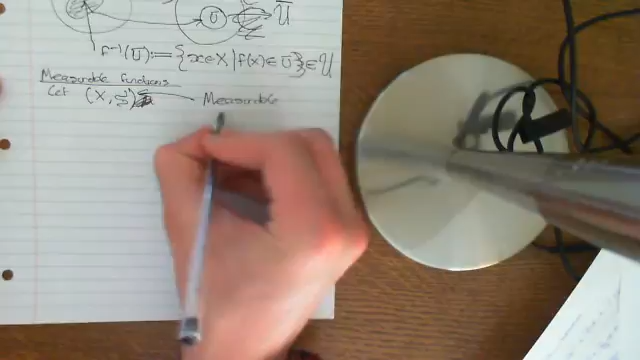 U Ū
f⁻¹(Ū) := {x∈X | f(x)∈Ū} ∈ U
Measurable functions
Let (X, Σ) Measurable